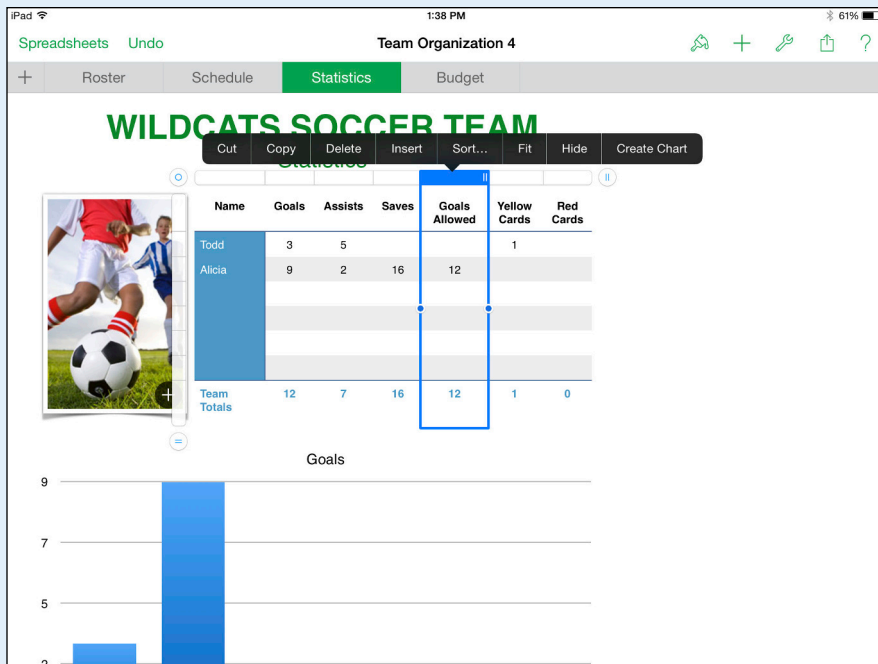 iPad 1:38 PM 61%
Spreadsheets Undo Team Organization 4 ?
+ Roster Schedule Statistics Budget
WILDCATS SOCCER TEAM
Cut Copy Delete Insert Sort... Fit Hide Create Chart
Statistics
Name Goals Assists Saves Goals Allowed Yellow Cards Red Cards
Todd 3 5 1
Alicia 9 2 16 12
Team Totals 12 7 16 12 1 0
Goals
9
7
5